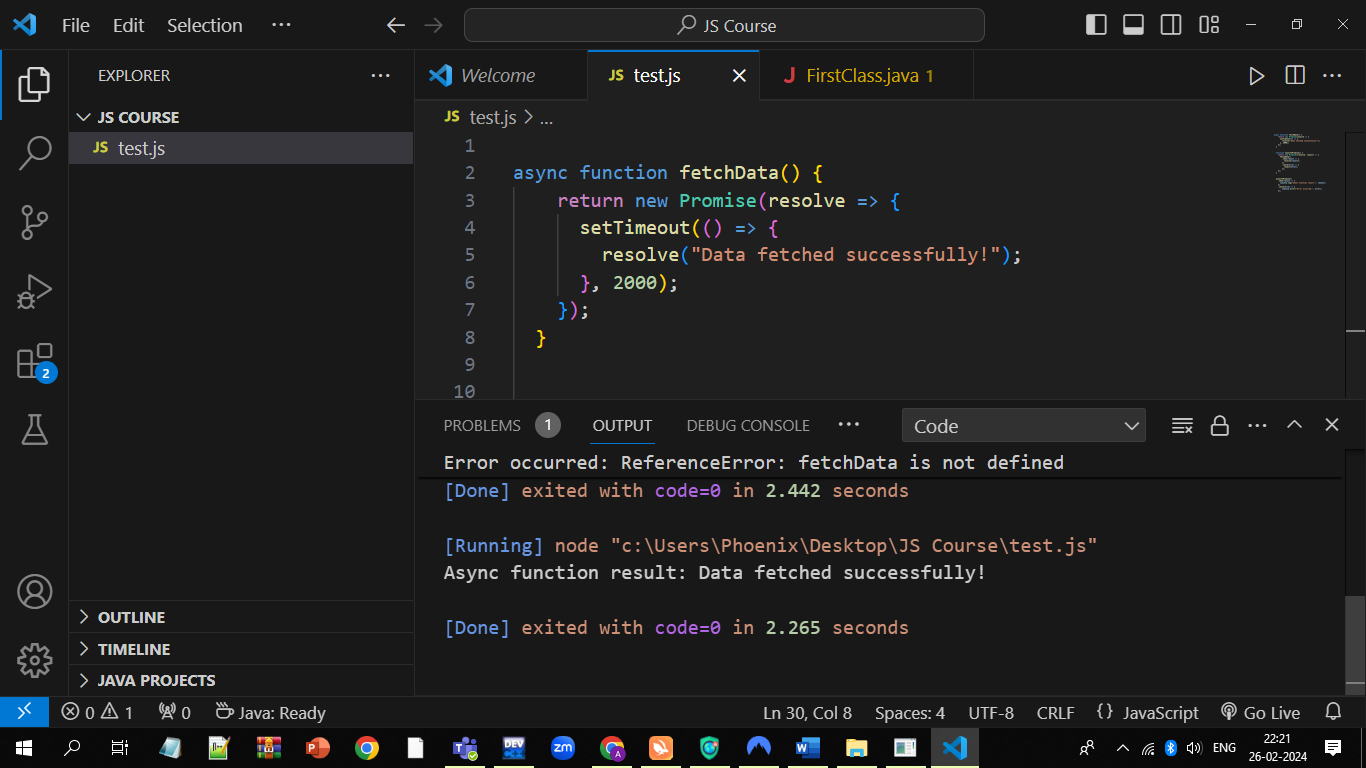 File Edit Selection ··· JS Course
EXPLORER ···
JS COURSE
JS test.js
OUTLINE
TIMELINE
JAVA PROJECTS
Welcome JS test.js J FirstClass.java 1
JS test.js > ...
1
2 async function fetchData() {
3 return new Promise(resolve => {
4 setTimeout(() => {
5 resolve("Data fetched successfully!");
6 }, 2000);
7 });
8 }
9
10
PROBLEMS 1 OUTPUT DEBUG CONSOLE ··· Code
Error occurred: ReferenceError: fetchData is not defined
[Done] exited with code=0 in 2.442 seconds
[Running] node "c:\Users\Phoenix\Desktop\JS Course\test.js"
Async function result: Data fetched successfully!
[Done] exited with code=0 in 2.265 seconds
2
0 1 0 Java: Ready Ln 30, Col 8 Spaces: 4 UTF-8 CRLF {} JavaScript Go Live
DEV C++ zm A W ENG 22:21
26-02-2024